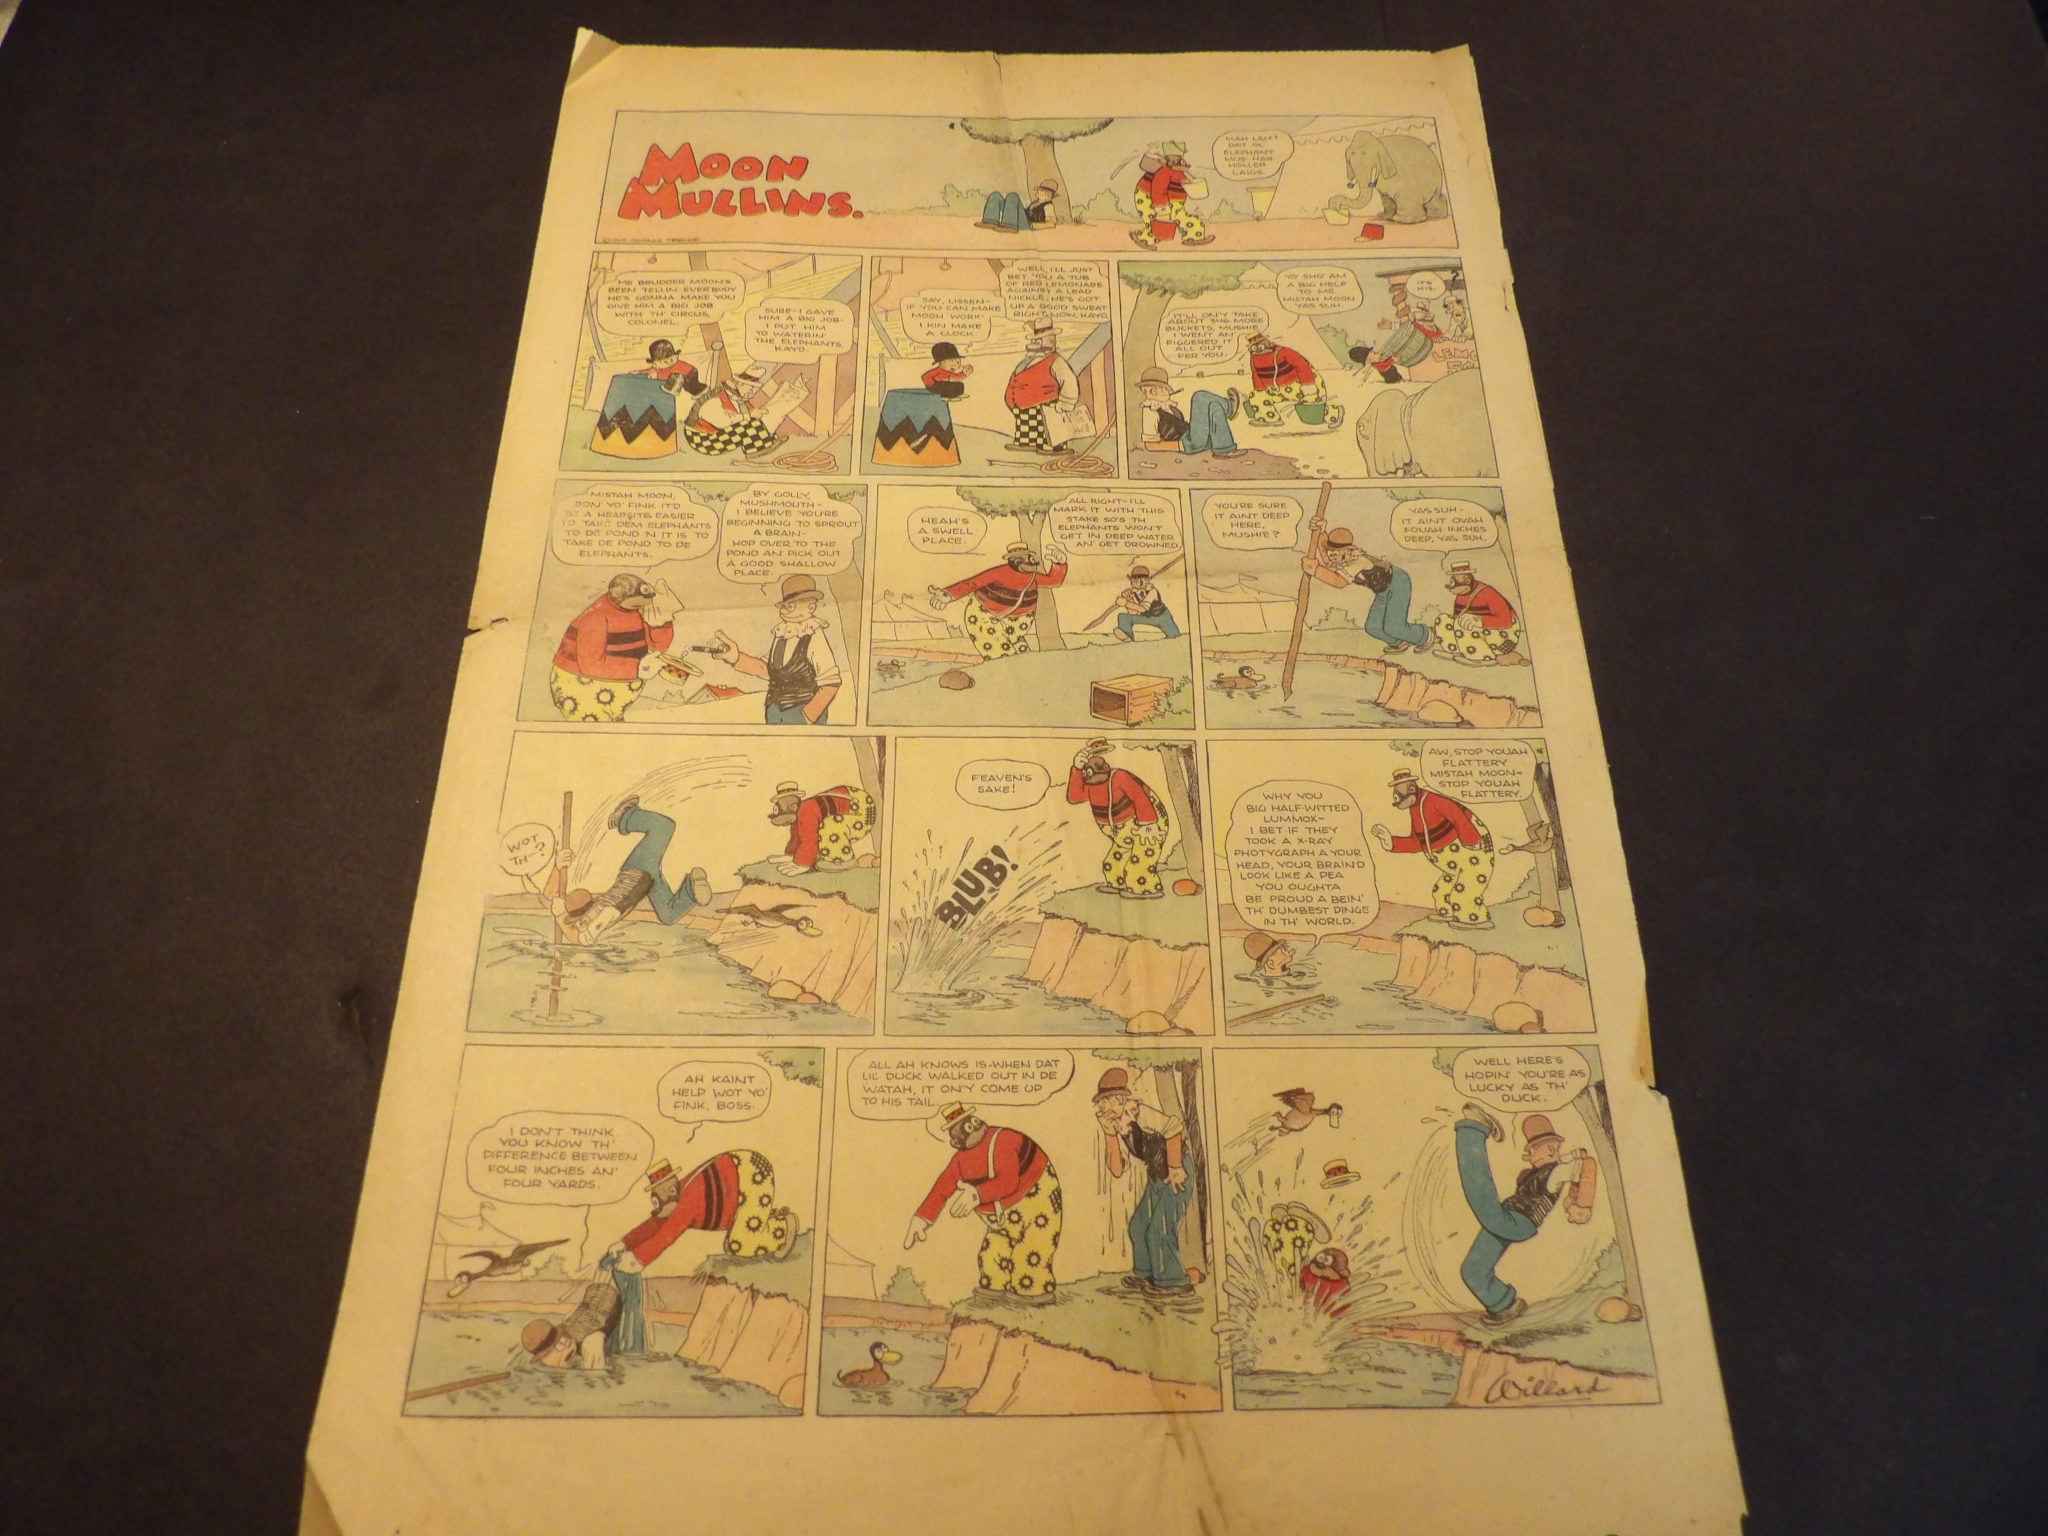 MOON
MULLINS.
MAH LAN!
DAT OL'
ELEPHANT
MUS' HAB
HOLLER
LAIGS.
ME BRUDDER MOON'S
BEEN TELLIN' EVERBODY
HE'S GONNA MAKE YOU
GIVE HIM A BIG JOB
WITH TH' CIRCUS,
COLONEL.
SURE-I GAVE
HIM A BIG JOB-
I PUT HIM
TO WATERIN'
THE ELEPHANTS,
KAYO.
SAY, LISSEN-
IF YOU CAN MAKE
MOON WORK-
I KIN MAKE
A CLOCK.
WELL, I'LL JUST
BET YOU A TUB
OF RED LEMONADE
AGAINST A LEAD
NICKLE, HE'S GOT
UP A GOOD SWEAT
RIGHT NOW, KAYO.
IT'LL ON'Y TAKE
ABOUT 346 MORE
BUCKETS, MUSHIE
I WENT AN'
FIGGERED IT
ALL OUT
FER YOU.
YO' SHO' AM
A BIG HELP
TO ME
MISTAH MOON
YAS SUH.
IT'S
HIS.
?
MISTAH MOON,
DON' YO' FINK IT'D
BE A HEAPSITE EASIER
TO TAKE DEM ELEPHANTS
TO DE POND 'N IT IS TO
TAKE DE POND TO DE
ELEPHANTS.
BY GOLLY,
MUSHMOUTH-
I BELIEVE YOU'RE
BEGINNING TO SPROUT
A BRAIN-
HOP OVER TO THE
POND AN' PICK OUT
A GOOD SHALLOW
PLACE.
HEAH'S
A SWELL
PLACE.
ALL RIGHT-I'LL
MARK IT WITH THIS
STAKE SO'S TH'
ELEPHANTS WON'T
GET IN DEEP WATER
AN' GET DROWNED.
YOU'RE SURE
IT AINT DEEP
HERE,
MUSHIE?
YAS SUH-
IT AINT OVAH
FOUAH INCHES
DEEP, YAS SUH.
WOT
TH-?
F'EAVEN'S
SAKE!
BLUB!
WHY YOU
BIG HALF-WITTED
LUMMOX-
I BET IF THEY
TOOK A X-RAY
PHOTYGRAPH A YOUR
HEAD, YOUR BRAIN'D
LOOK LIKE A PEA.
YOU OUGHTA
BE PROUD A BEIN'
TH' DUMBEST DINGE
IN TH' WORLD.
AW, STOP YOUAH
FLATTERY
MISTAH MOON-
STOP YOUAH
FLATTERY.
I DON'T THINK
YOU KNOW TH'
DIFFERENCE BETWEEN
FOUR INCHES AN'
FOUR YARDS.
AH KAINT
HELP WOT YO'
FINK, BOSS.
ALL AH KNOWS IS-WHEN DAT
LIL' DUCK WALKED OUT IN DE
WATAH, IT ON'Y COME UP
TO HIS TAIL.
WELL HERE'S
HOPIN' YOU'RE AS
LUCKY AS TH'
DUCK.
Willard